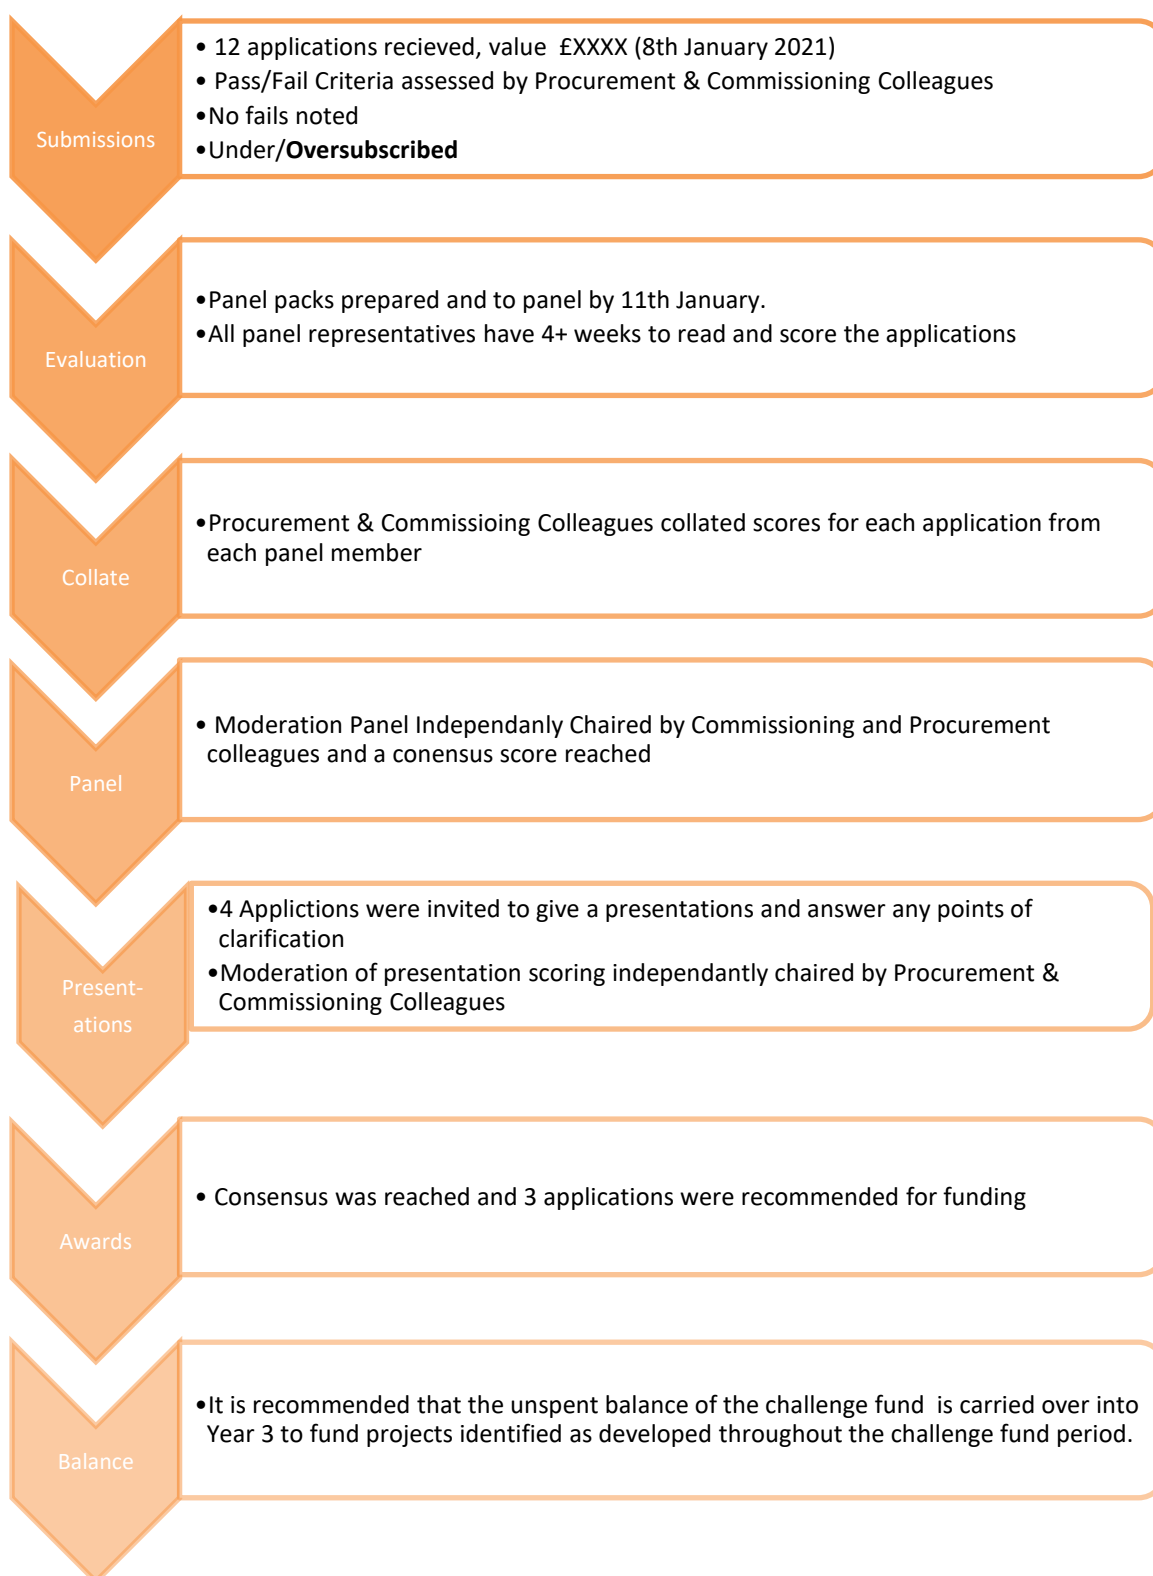 Submissions
• 12 applications recieved, value £XXXX (8th January 2021)
• Pass/Fail Criteria assessed by Procurement & Commissioning Colleagues
•No fails noted
•Under/Oversubscribed
Evaluation
•Panel packs prepared and to panel by 11th January.
•All panel representatives have 4+ weeks to read and score the applications
Collate
•Procurement & Commissioing Colleagues collated scores for each application from
each panel member
Panel
• Moderation Panel Independanly Chaired by Commissioning and Procurement
colleagues and a conensus score reached
Present-
ations
•4 Applictions were invited to give a presentations and answer any points of
clarification
•Moderation of presentation scoring independantly chaired by Procurement &
Commissioning Colleagues
Awards
• Consensus was reached and 3 applications were recommended for funding
Balance
•It is recommended that the unspent balance of the challenge fund is carried over into
Year 3 to fund projects identified as developed throughout the challenge fund period.